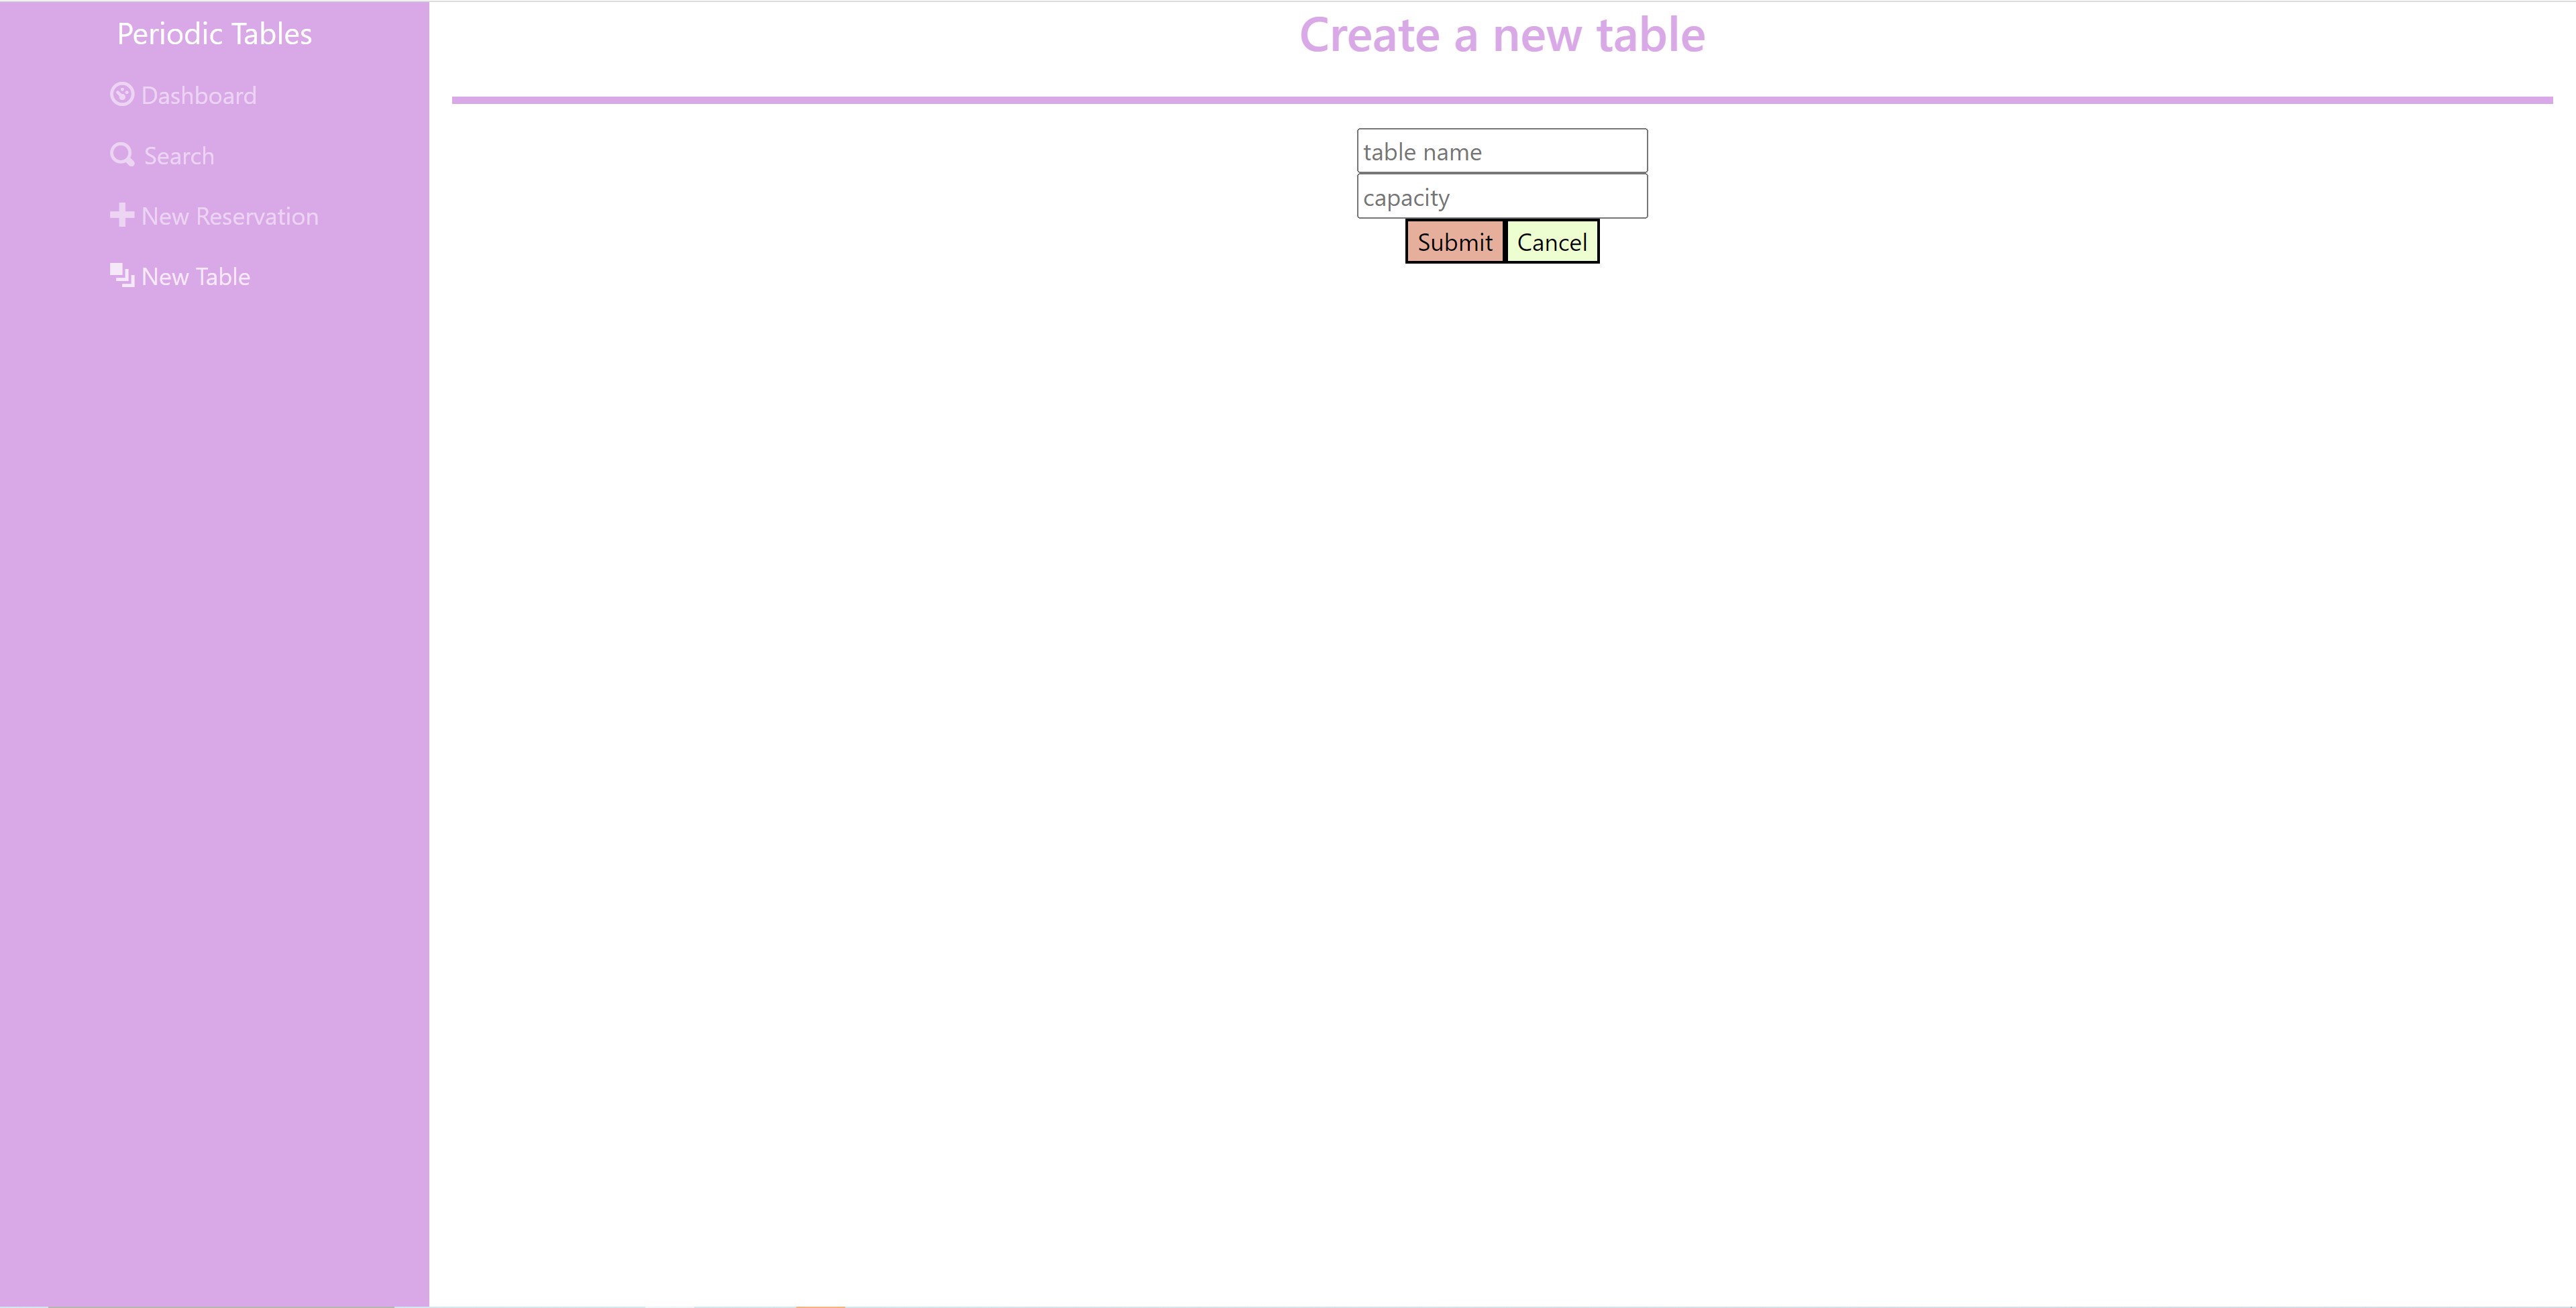 Periodic Tables
Dashboard
Search
New Reservation
New Table
Create a new table
table name
capacity
Submit Cancel